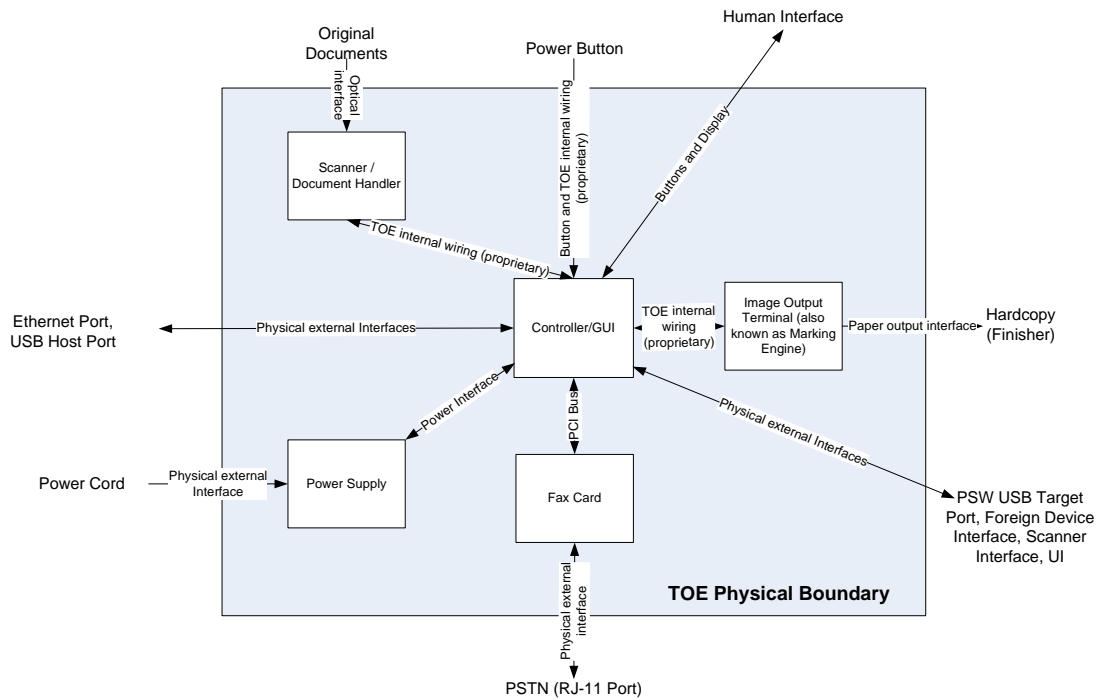 Human Interface
Original
Documents
Power Button
Optical
interface
Button and TOE internal wiring
(proprietary)
Buttons and Display
Scanner /
Document Handler
TOE internal wiring (proprietary)
Ethernet Port,
USB Host Port
Physical external Interfaces
Controller/GUI
TOE internal
wiring
(proprietary)
Image Output
Terminal (also
known as Marking
Engine)
Paper output interface
Hardcopy
(Finisher)
Power Interface
PCI Bus
Physical external Interfaces
Power Cord
Physical external
Interface
Power Supply
Fax Card
PSW USB Target
Port, Foreign Device
Interface, Scanner
Interface, UI
Physical external
interface
TOE Physical Boundary
PSTN (RJ-11 Port)